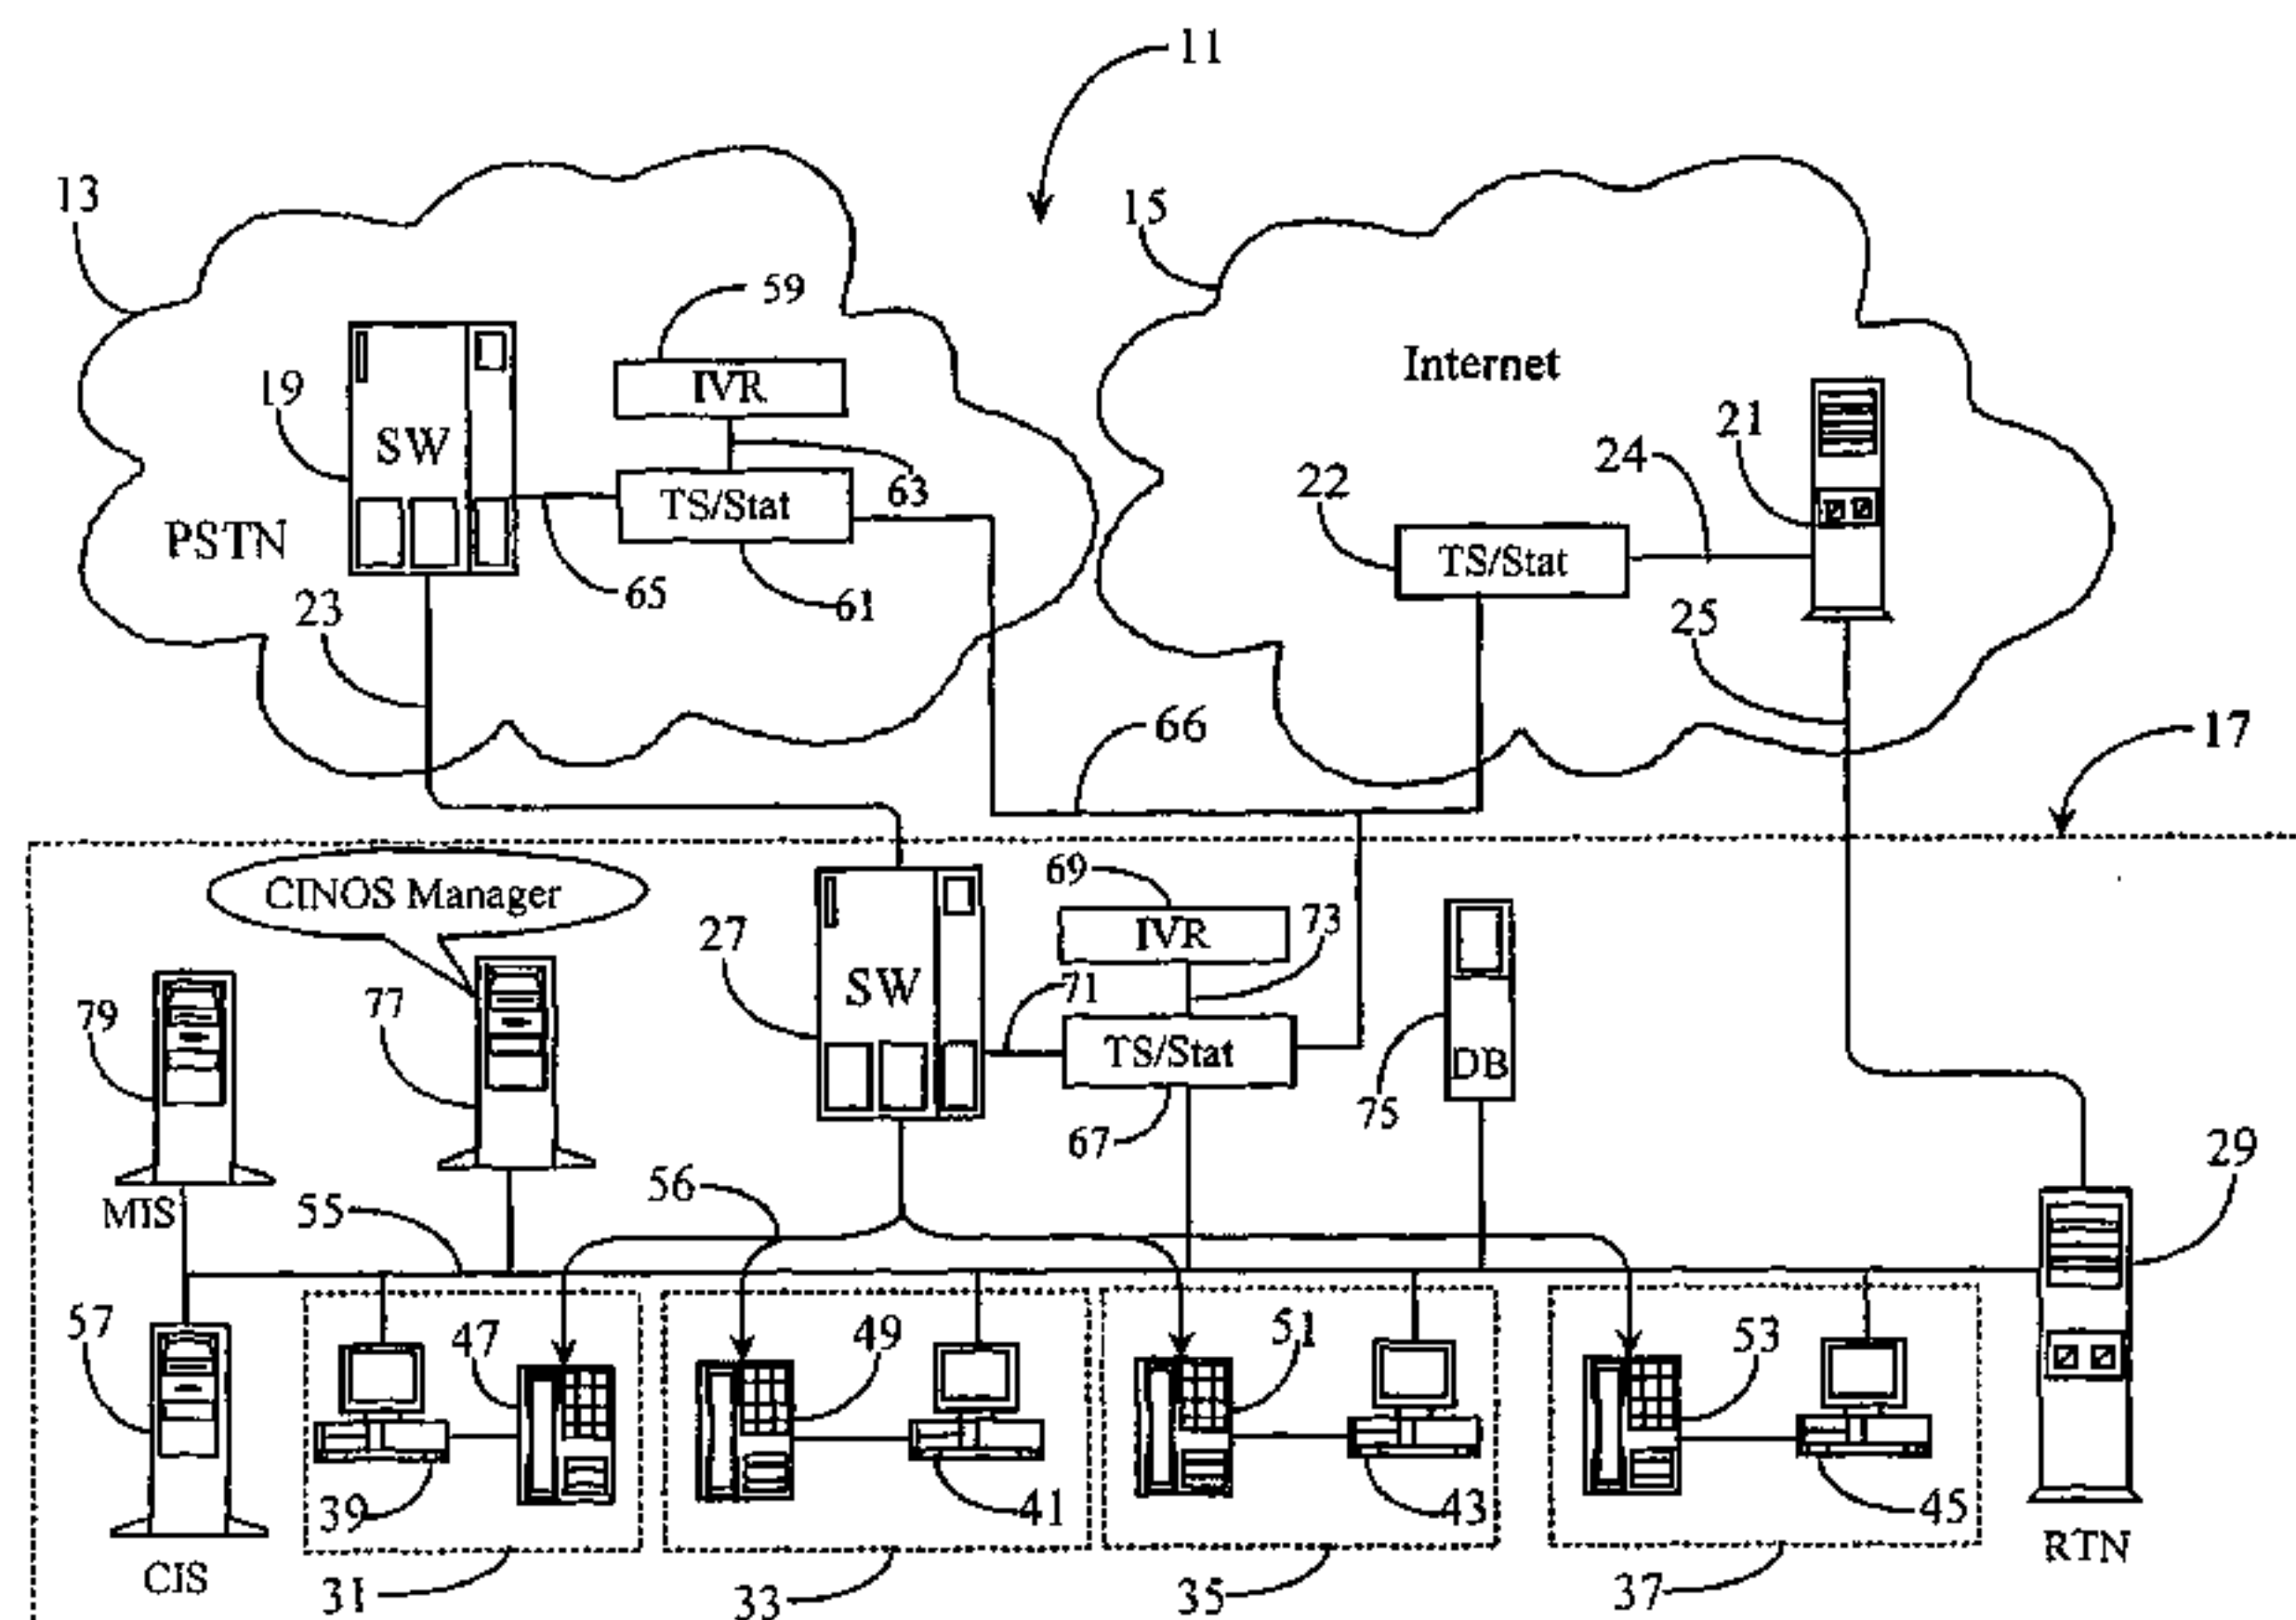 11
13
15
59
Internet
IVR
19
SW
21
24
22
63
TS/Stat
PSTN
TS/Stat
65
61
23
25
66
17
CINOS Manager
69
IVR
73
27
SW
71
79
77
TS/Stat
DB
75
67
29
MIS
55
56
57
47
49
51
53
39
41
43
45
CIS
RTN
31
33
35
37